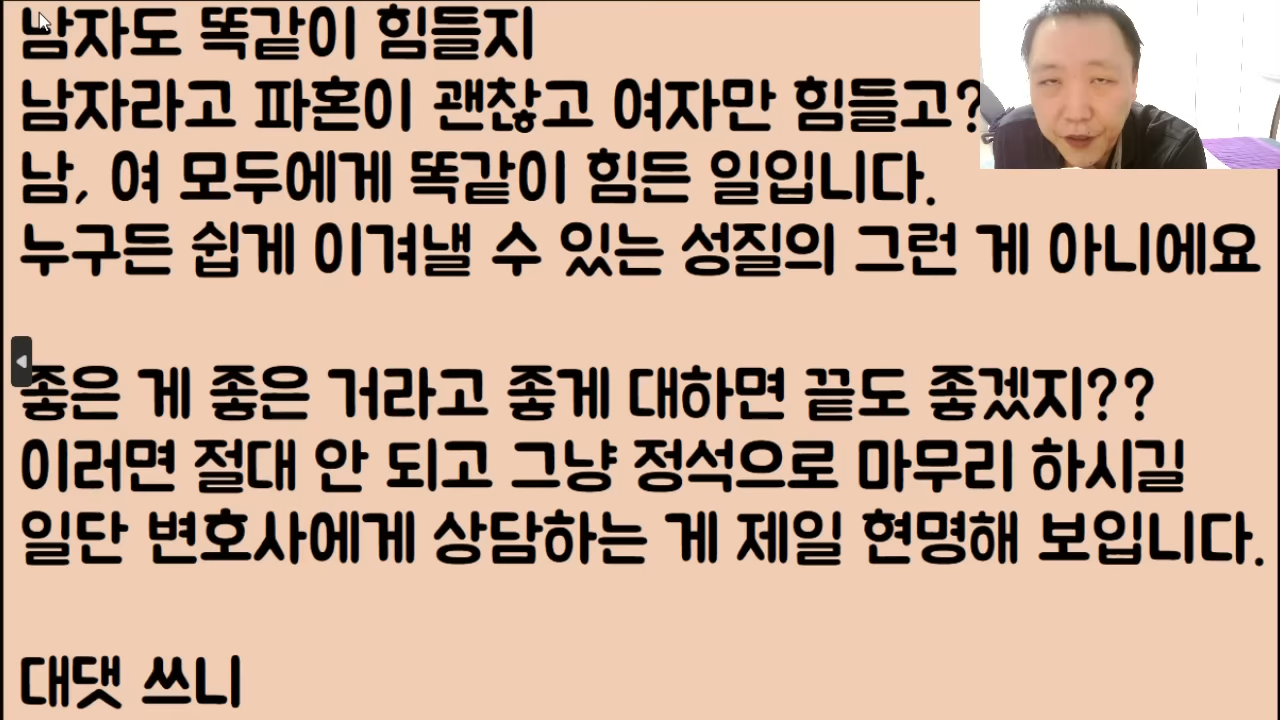 남자도 똑같이 힘들지
남자라고 파혼이 괜찮고 여자만 힘들고?
남, 여 모두에게 똑같이 힘든 일입니다.
누구든 쉽게 이겨낼 수 있는 성질의 그런 게 아니에요
좋은 게 좋은 거라고 좋게 대하면 끝도 좋겠지??
이러면 절대 안 되고 그냥 정석으로 마무리 하시길
일단 변호사에게 상담하는 게 제일 현명해 보입니다.
대댓 쓰니